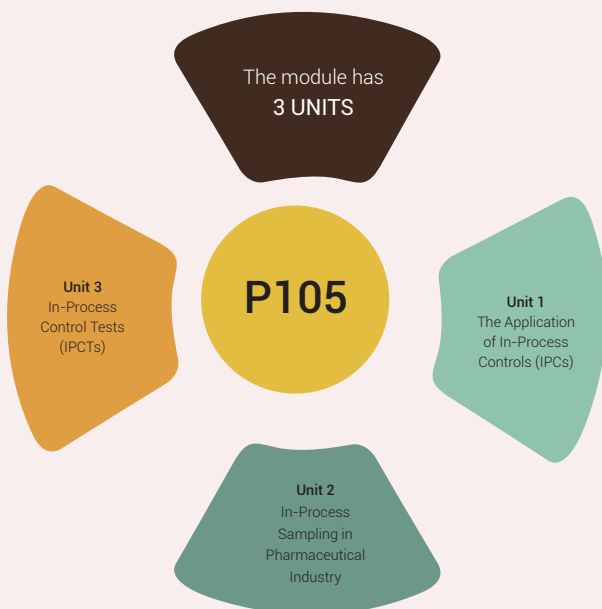 The module has
3 UNITS
P105
Unit 1
The Application
of In-Process
Controls (IPCs)
Unit 2
In-Process
Sampling in
Pharmaceutical
Industry
Unit 3
In-Process
Control Tests
(IPCTs)